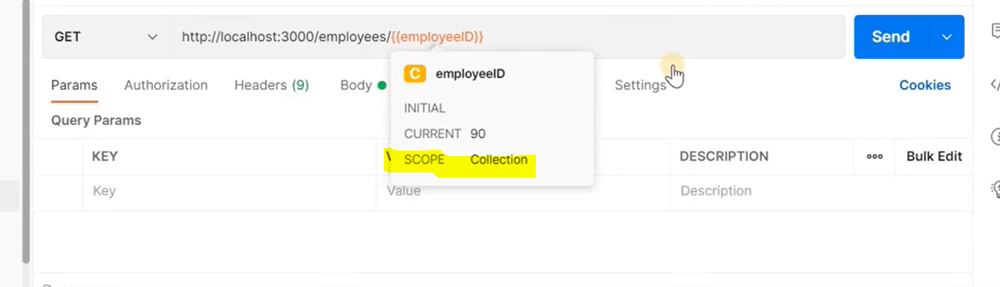 GET http://localhost:3000/employees/{{employeeID}} Send
C employeeID
Params Authorization Headers (9) Body Settings Cookies
INITIAL
Query Params
CURRENT 90
KEY SCOPE Collection DESCRIPTION ooo Bulk Edit
Key Value Description